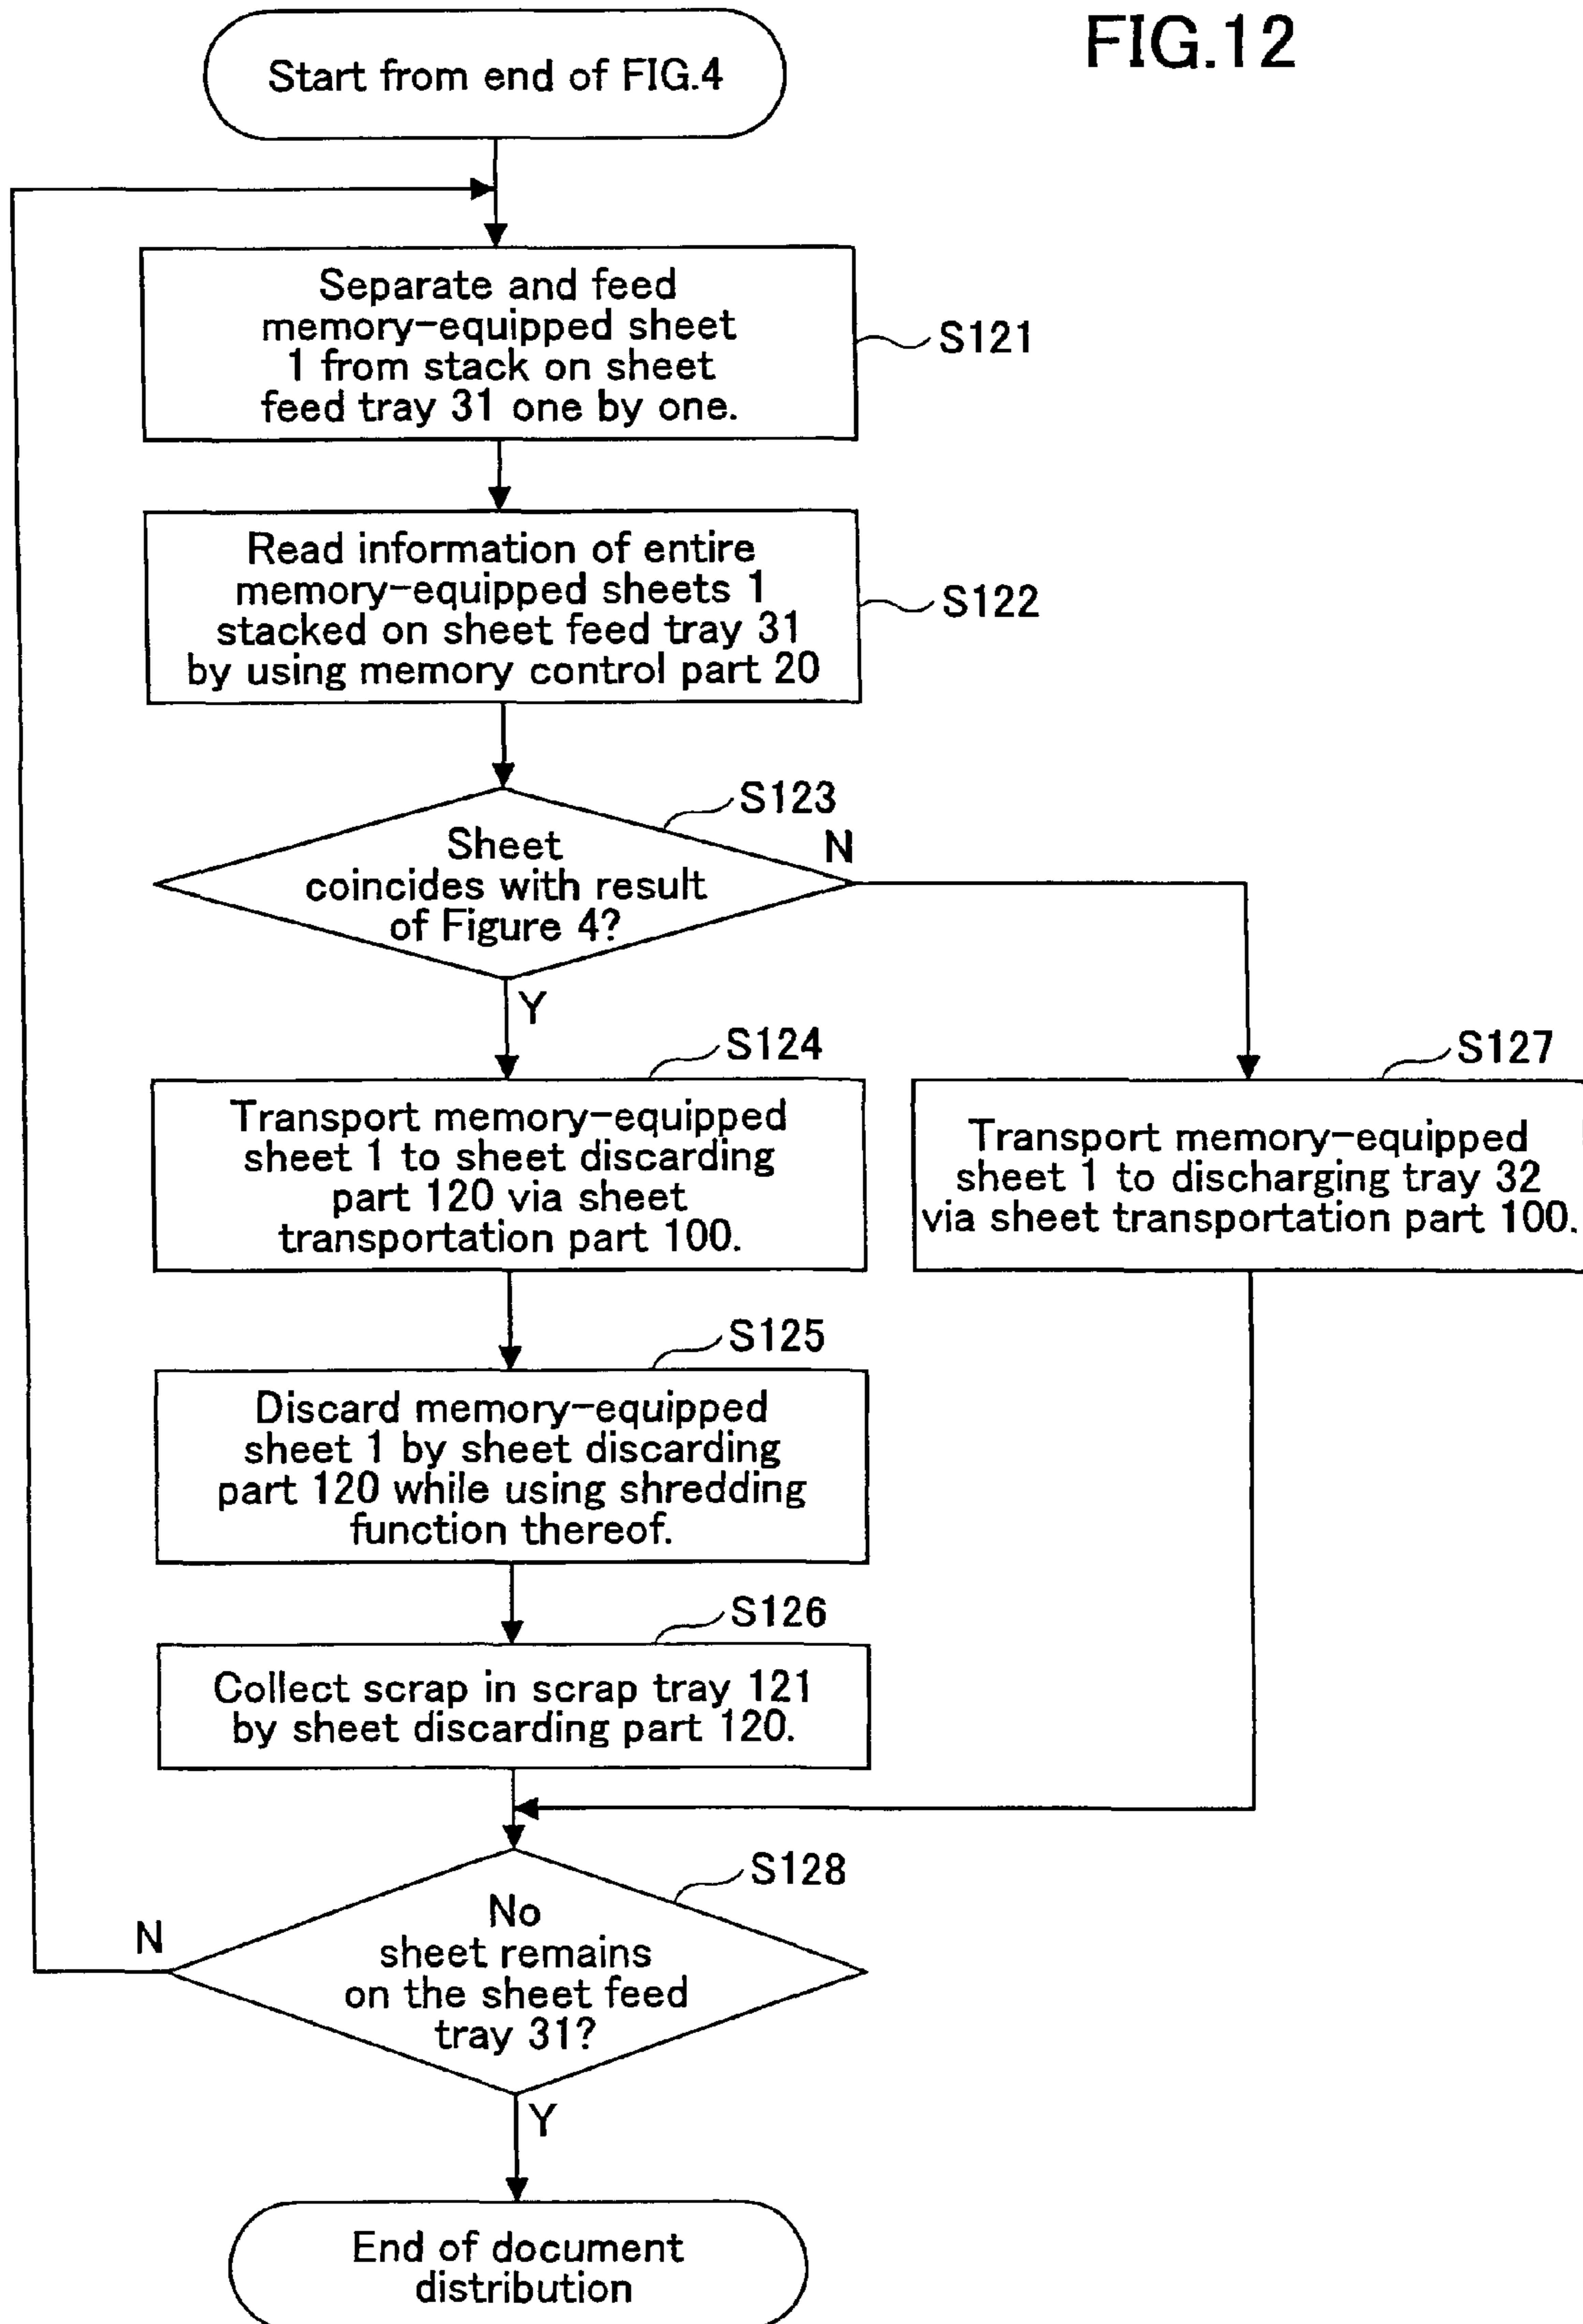 FIG.12
Start from end of FIG.4
Separate and feed
memory-equipped sheet
1 from stack on sheet
feed tray 31 one by one.
S121
Read information of entire
memory-equipped sheets 1
stacked on sheet feed tray 31
by using memory control part 20
S122
S123
Sheet
coincides with result
of Figure 4?
N
Y
S124
Transport memory-equipped
sheet 1 to sheet discarding
part 120 via sheet
transportation part 100.
S127
Transport memory-equipped
sheet 1 to discharging tray 32
via sheet transportation part 100.
S125
Discard memory-equipped
sheet 1 by sheet discarding
part 120 while using shredding
function thereof.
S126
Collect scrap in scrap tray 121
by sheet discarding part 120.
S128
No
sheet remains
on the sheet feed
tray 31?
N
Y
End of document
distribution